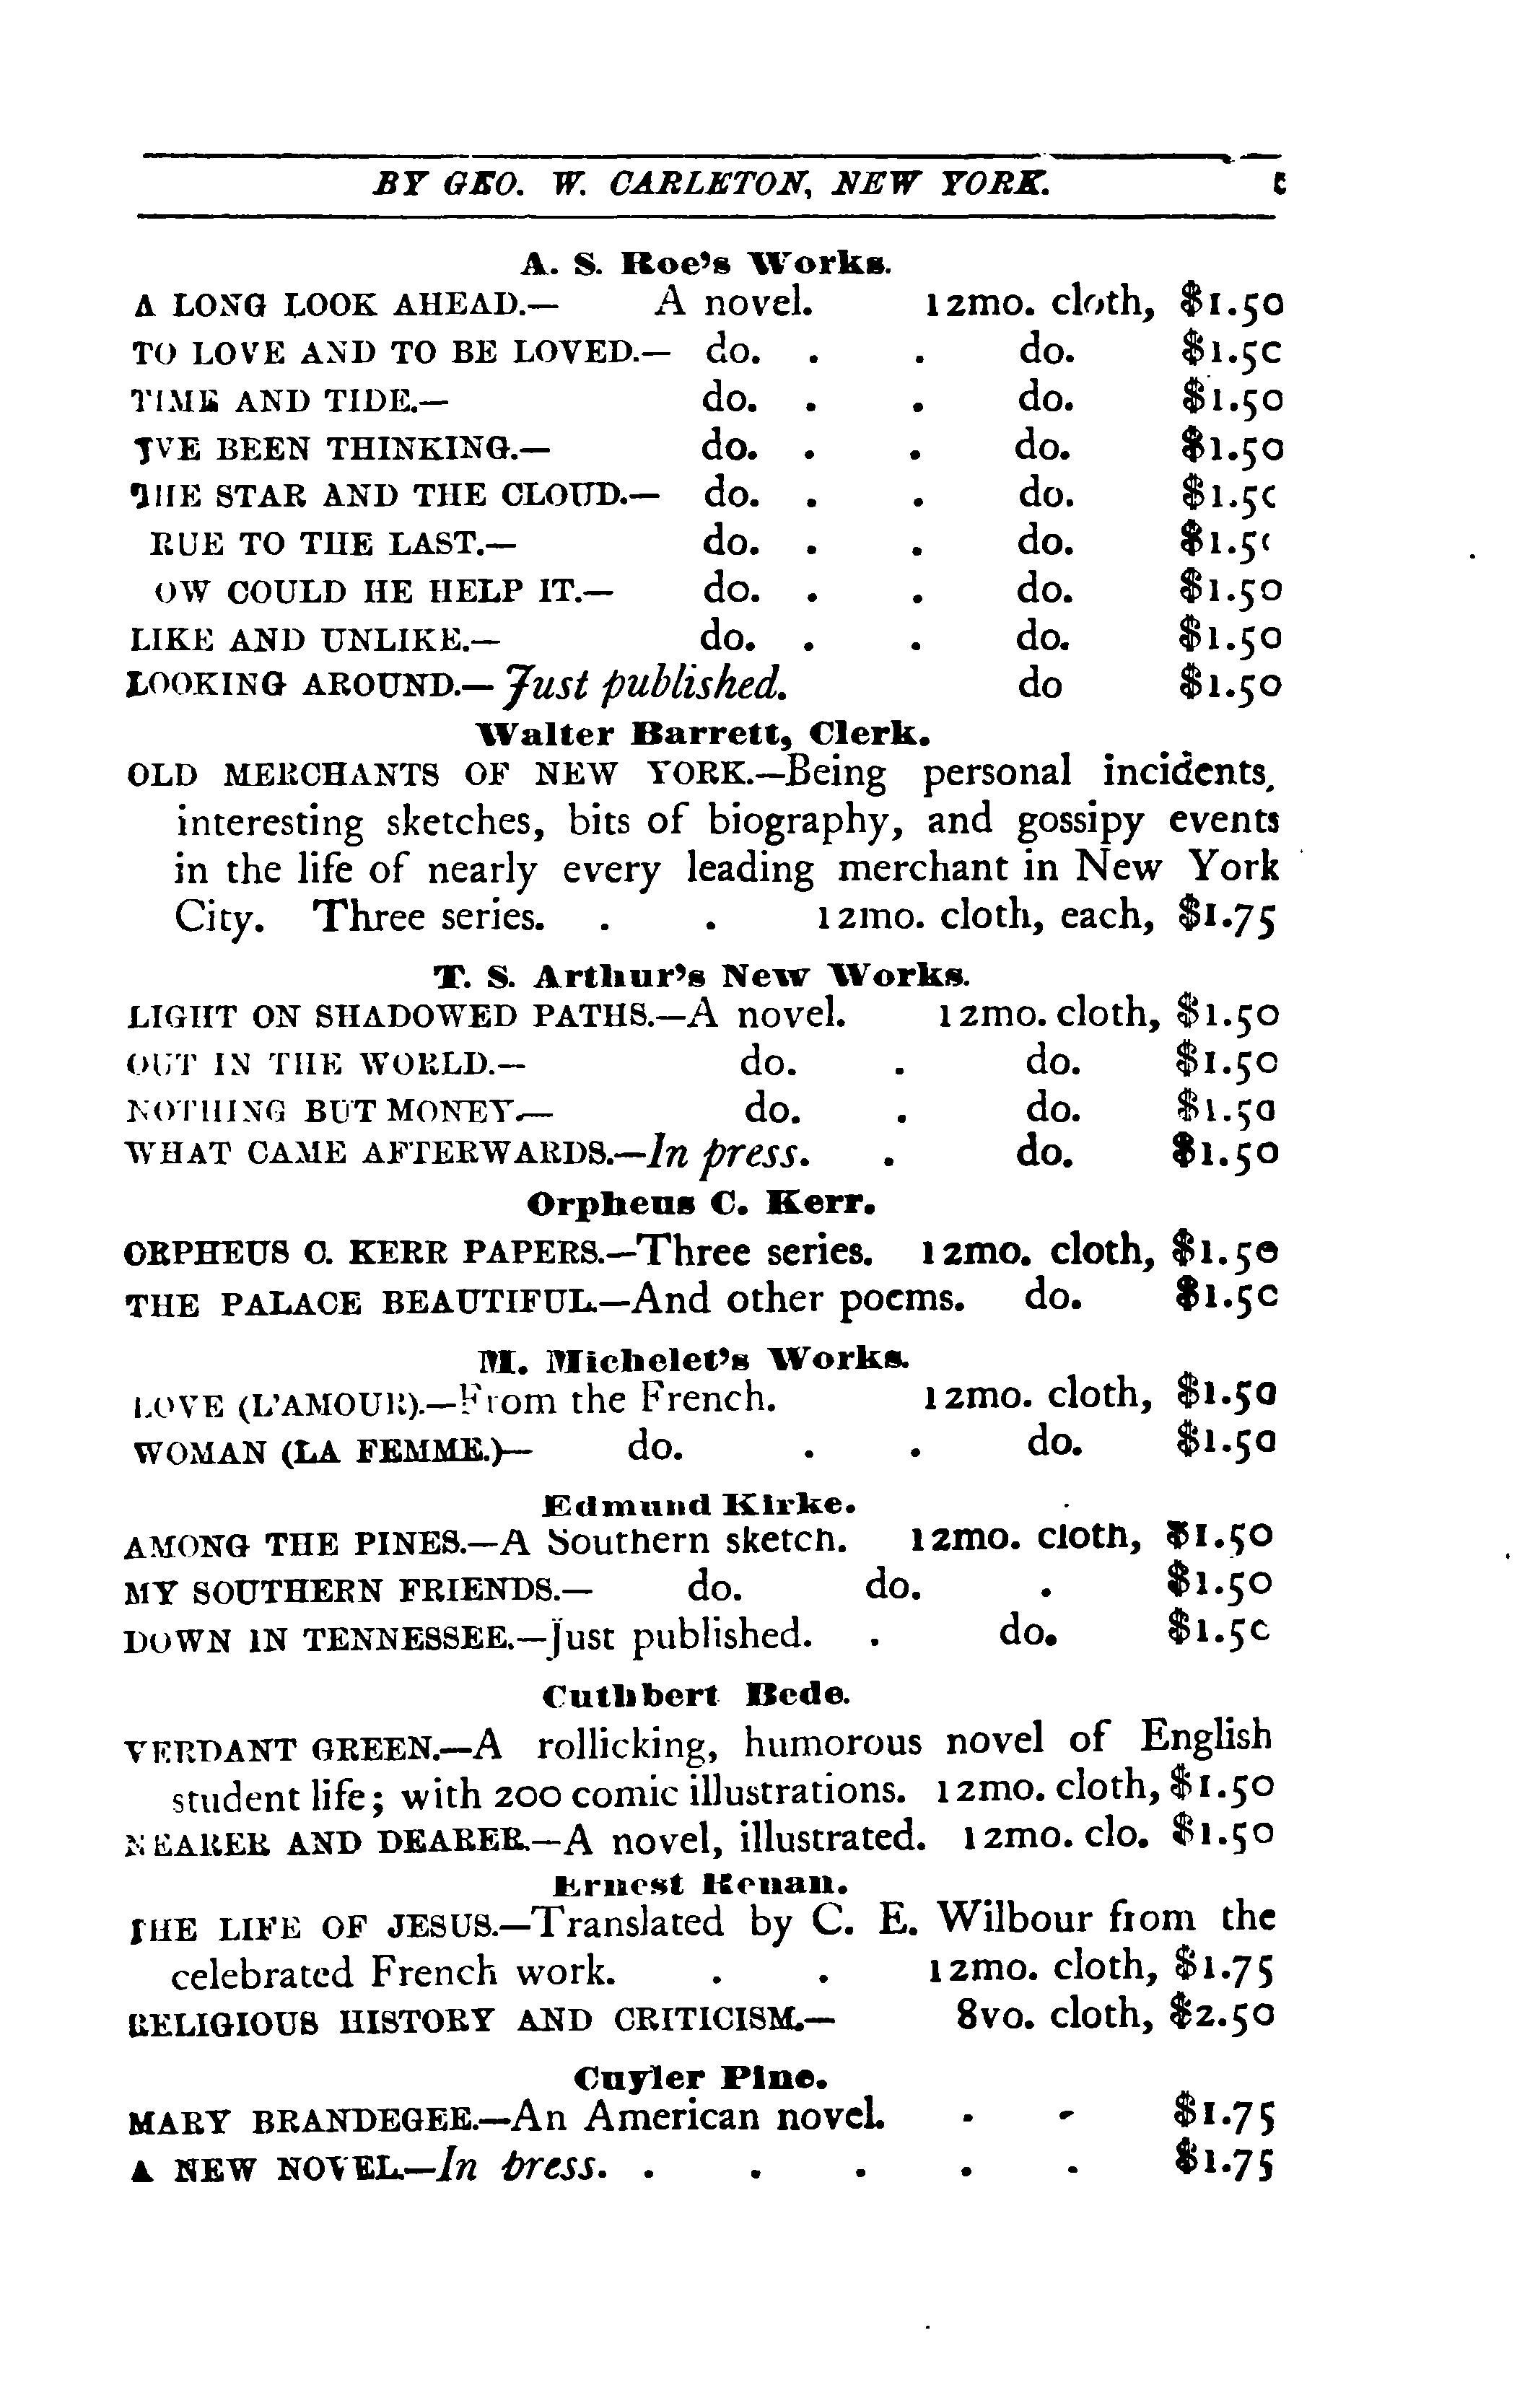 BY GEO. W. CARLETON, NEW YORK.
A. S. Roe's Works.
A LONG LOOK AHEAD.— A novel. 12mo. cloth, $1.50
TO LOVE AND TO BE LOVED.— do. . . do. $1.50
TIME AND TIDE.— do. . . do. $1.50
I'VE BEEN THINKING.— do. . . do. $1.50
THE STAR AND THE CLOUD.— do. . . do. $1.50
RUE TO THE LAST.— do. . . do. $1.50
OW COULD HE HELP IT.— do. . . do. $1.50
LIKE AND UNLIKE.— do. . . do. $1.50
LOOKING AROUND.—Just published. do $1.50
Walter Barrett, Clerk.
OLD MERCHANTS OF NEW YORK.—Being personal incidents,
interesting sketches, bits of biography, and gossipy events
in the life of nearly every leading merchant in New York
City. Three series. . . 12mo. cloth, each, $1.75
T. S. Arthur's New Works.
LIGHT ON SHADOWED PATHS.—A novel. 12mo. cloth, $1.50
OUT IN THE WORLD.— do. . do. $1.50
NOTHING BUT MONEY.— do. . do. $1.50
WHAT CAME AFTERWARDS.—In press. . do. $1.50
Orpheus C. Kerr.
ORPHEUS C. KERR PAPERS.—Three series. 12mo. cloth, $1.50
THE PALACE BEAUTIFUL.—And other poems. do. $1.50
M. Michelet's Works.
LOVE (L'AMOUR).—From the French. 12mo. cloth, $1.50
WOMAN (LA FEMME.)— do. . . do. $1.50
Edmund Kirke.
AMONG THE PINES.—A Southern sketch. 12mo. cloth, $1.50
MY SOUTHERN FRIENDS.— do. do. . $1.50
DOWN IN TENNESSEE.—Just published. . do. $1.50
Cuthbert Bede.
VERDANT GREEN.—A rollicking, humorous novel of English
student life; with 200 comic illustrations. 12mo. cloth, $1.50
NEARER AND DEARER.—A novel, illustrated. 12mo. clo. $1.50
Ernest Renan.
THE LIFE OF JESUS.—Translated by C. E. Wilbour from the
celebrated French work. . . 12mo. cloth, $1.75
RELIGIOUS HISTORY AND CRITICISM.— 8vo. cloth, $2.50
Cuyler Pine.
MARY BRANDEGEE.—An American novel. . . $1.75
A NEW NOVEL.—In press. . . . . . $1.75